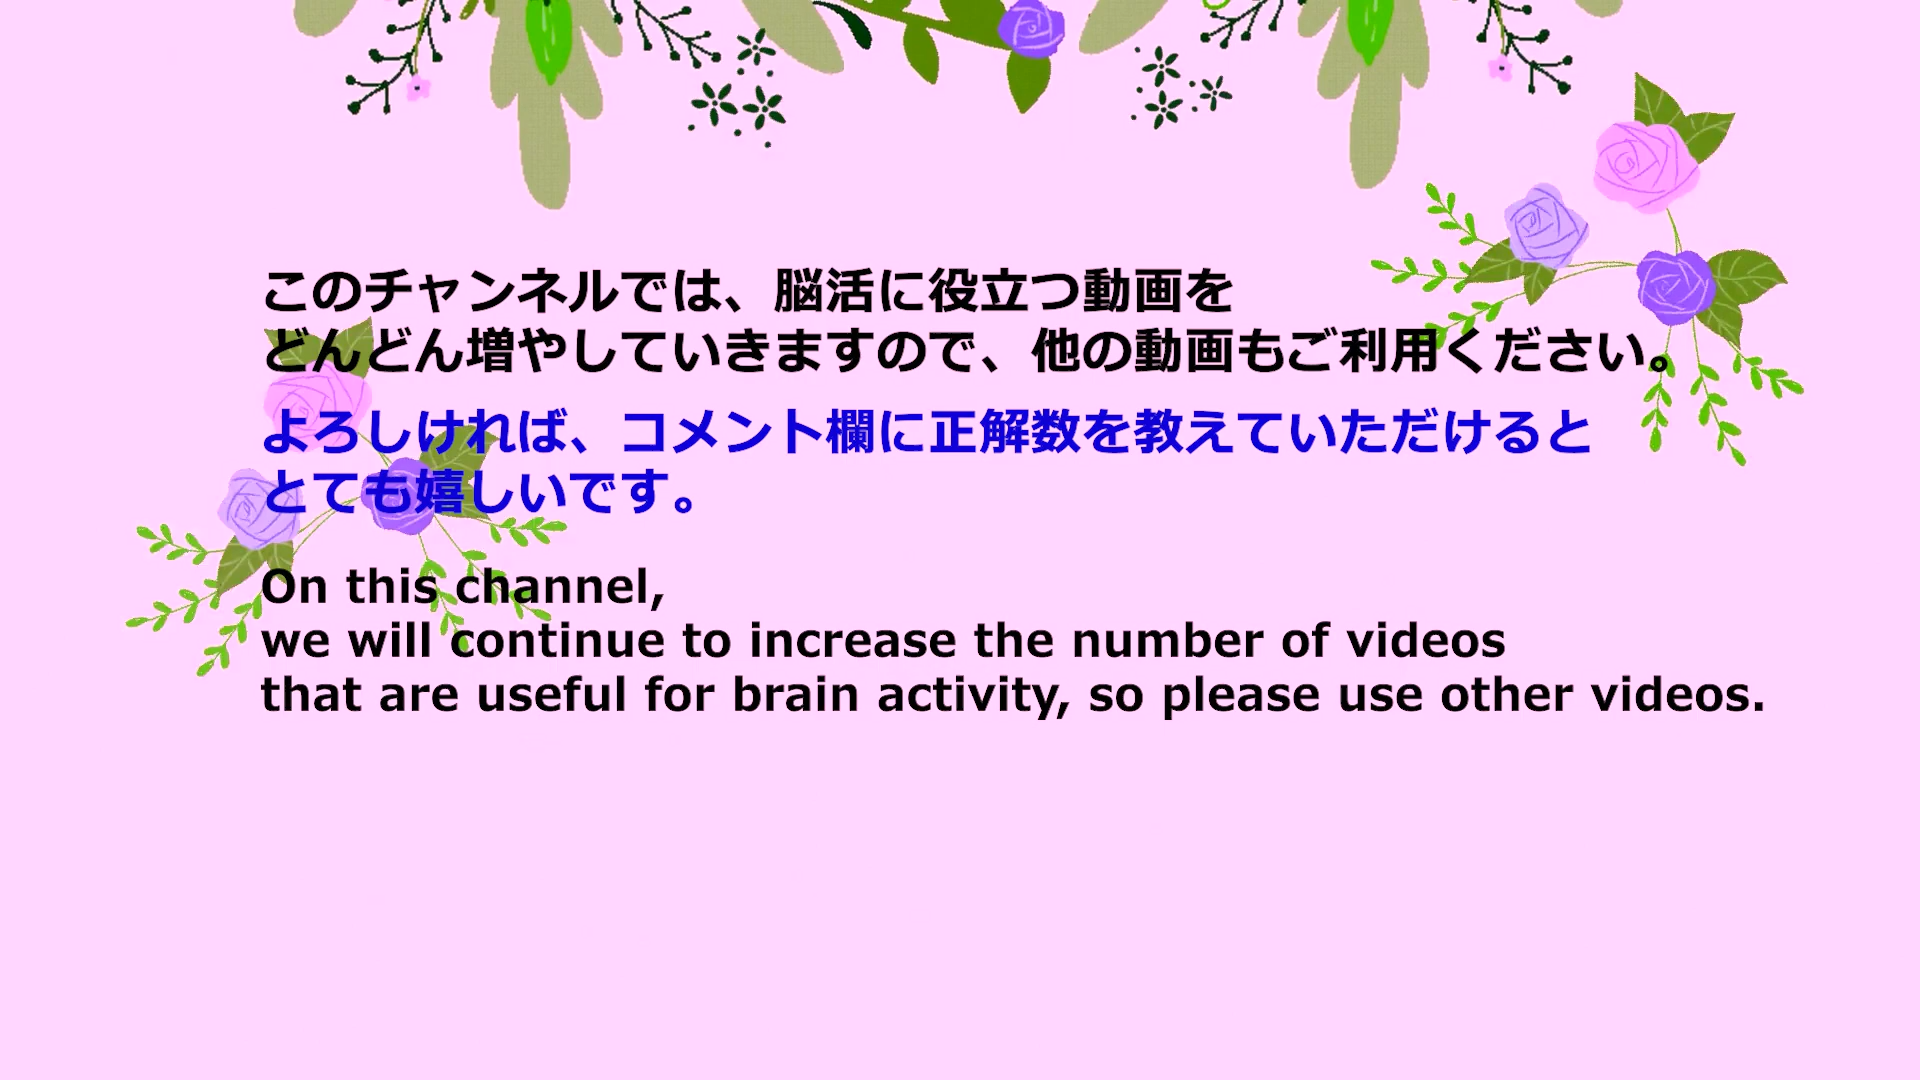 このチャンネルでは、脳活に役立つ動画を
どんどん増やしていきますので、他の動画もご利用ください。
よろしければ、コメント欄に正解数を教えていただけると
とても嬉しいです。
On this channel,
we will continue to increase the number of videos
that are useful for brain activity, so please use other videos.